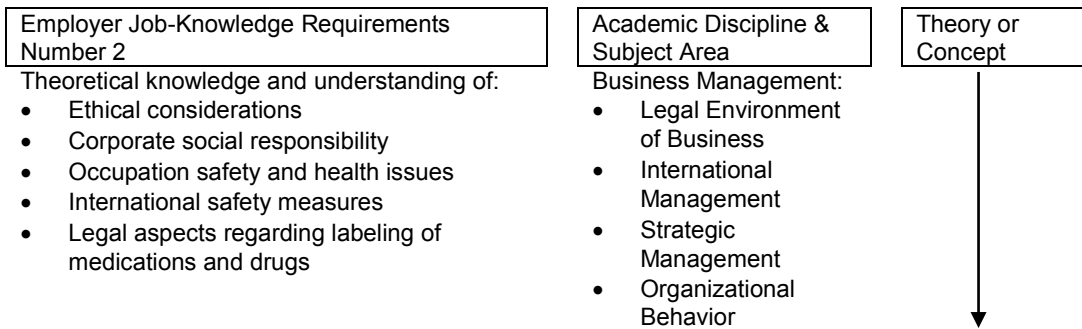 Employer Job-Knowledge Requirements
Number 2
Theoretical knowledge and understanding of:
• Ethical considerations
• Corporate social responsibility
• Occupation safety and health issues
• International safety measures
• Legal aspects regarding labeling of
medications and drugs
Academic Discipline &
Subject Area
Business Management:
• Legal Environment
of Business
• International
Management
• Strategic
Management
• Organizational
Behavior
Theory or
Concept